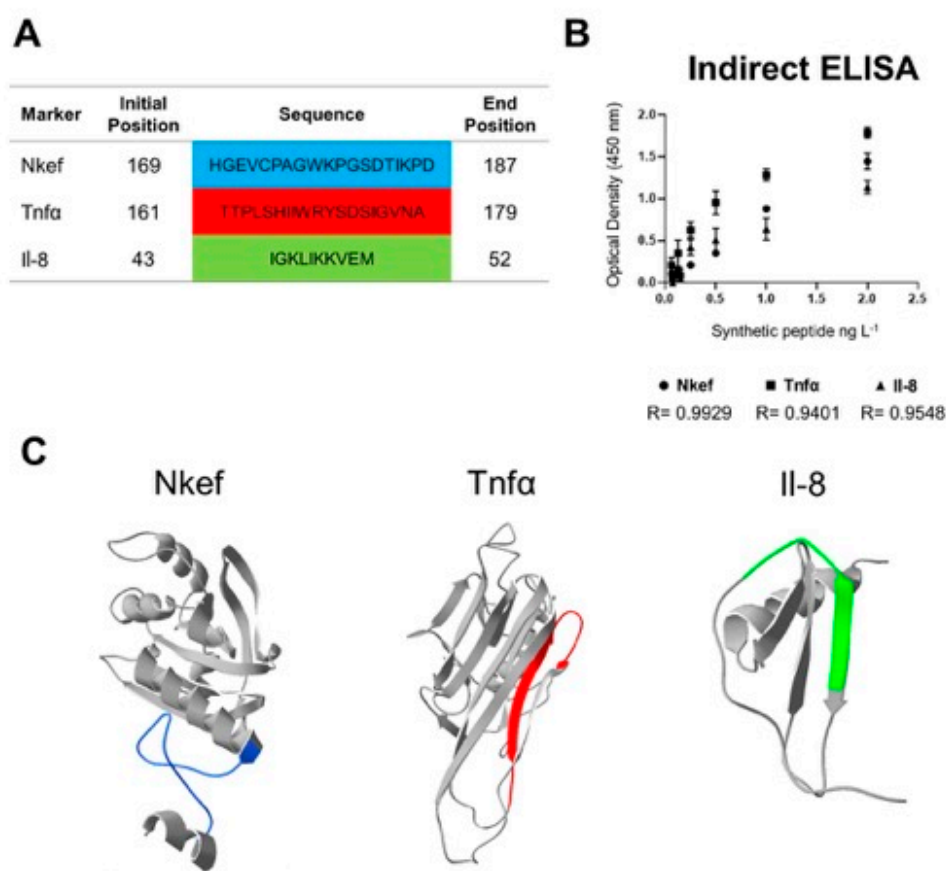 A
Marker Initial Position Sequence End Position
Nkef 169 HGEVCPAGWKPGSDTIKPD 187
Tnfα 161 TTPLSHIIWRYSDSIGVNA 179
Il-8 43 IGKLIKKVEM 52
B
Indirect ELISA
Optical Density (450 nm)
2.0
1.5
1.0
0.5
0.0
0.0 0.5 1.0 1.5 2.0 2.5
Synthetic peptide ng L⁻¹
Nkef Tnfα Il-8
R= 0.9929 R= 0.9401 R= 0.9548
C
Nkef Tnfα Il-8